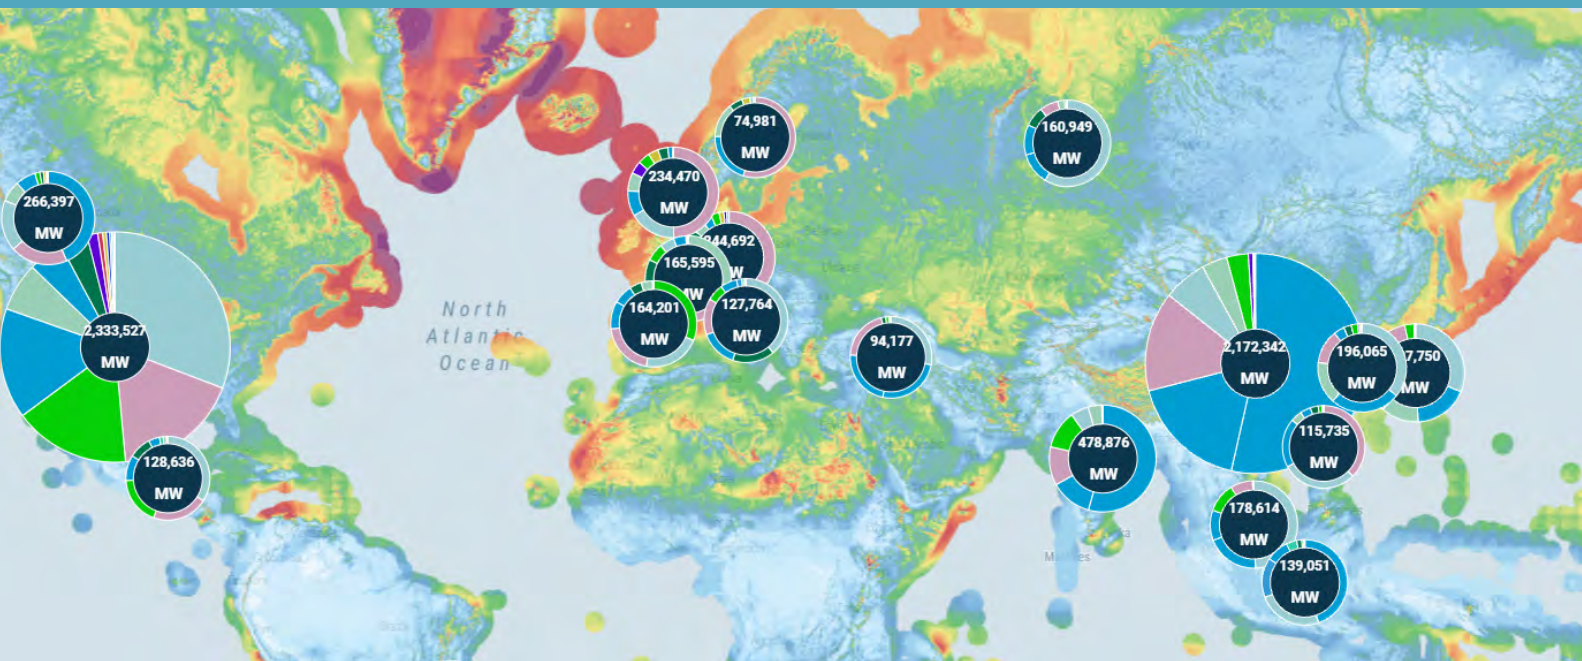 74,981
MW
160,949
MW
234,470
MW
266,397
MW
44,692
W
165,595
MW
North
Atlantic
Ocean
164,201
MW
127,764
MW
2,333,527
MW
94,177
MW
2,172,342
MW
196,065
MW
7,750
MW
128,636
MW
478,876
MW
115,735
MW
178,614
MW
139,051
MW